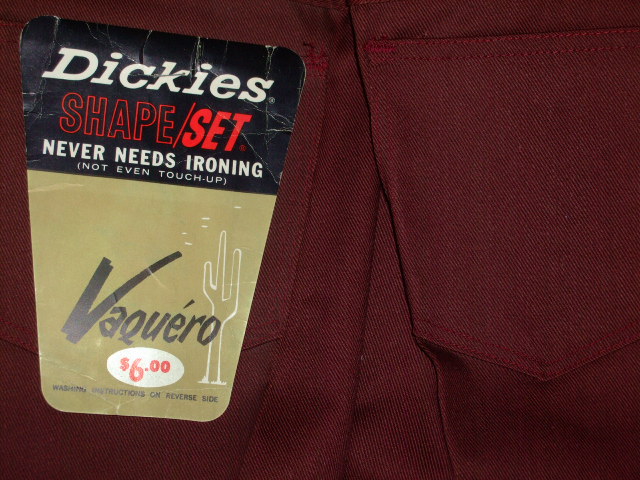 Dickies®
SHAPE/SET®
NEVER NEEDS IRONING
(NOT EVEN TOUCH-UP)
Vaquéro
$6.00
WASHING INSTRUCTIONS ON REVERSE SIDE